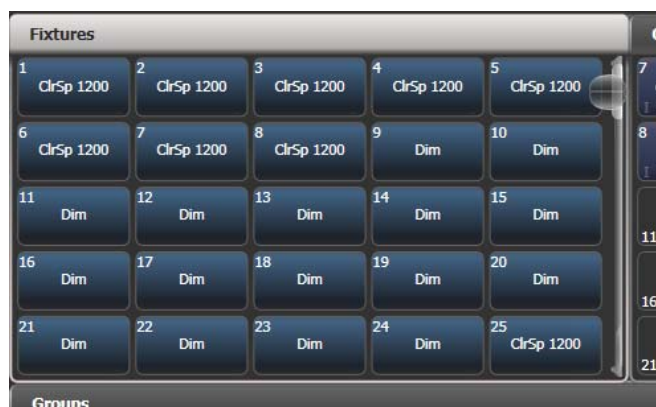 Fixtures
1 ClrSp 1200
2 ClrSp 1200
3 ClrSp 1200
4 ClrSp 1200
5 ClrSp 1200
6 ClrSp 1200
7 ClrSp 1200
8 ClrSp 1200
9 Dim
10 Dim
11 Dim
12 Dim
13 Dim
14 Dim
15 Dim
16 Dim
17 Dim
18 Dim
19 Dim
20 Dim
21 Dim
22 Dim
23 Dim
24 Dim
25 ClrSp 1200
7
8
11
16
21
Groups